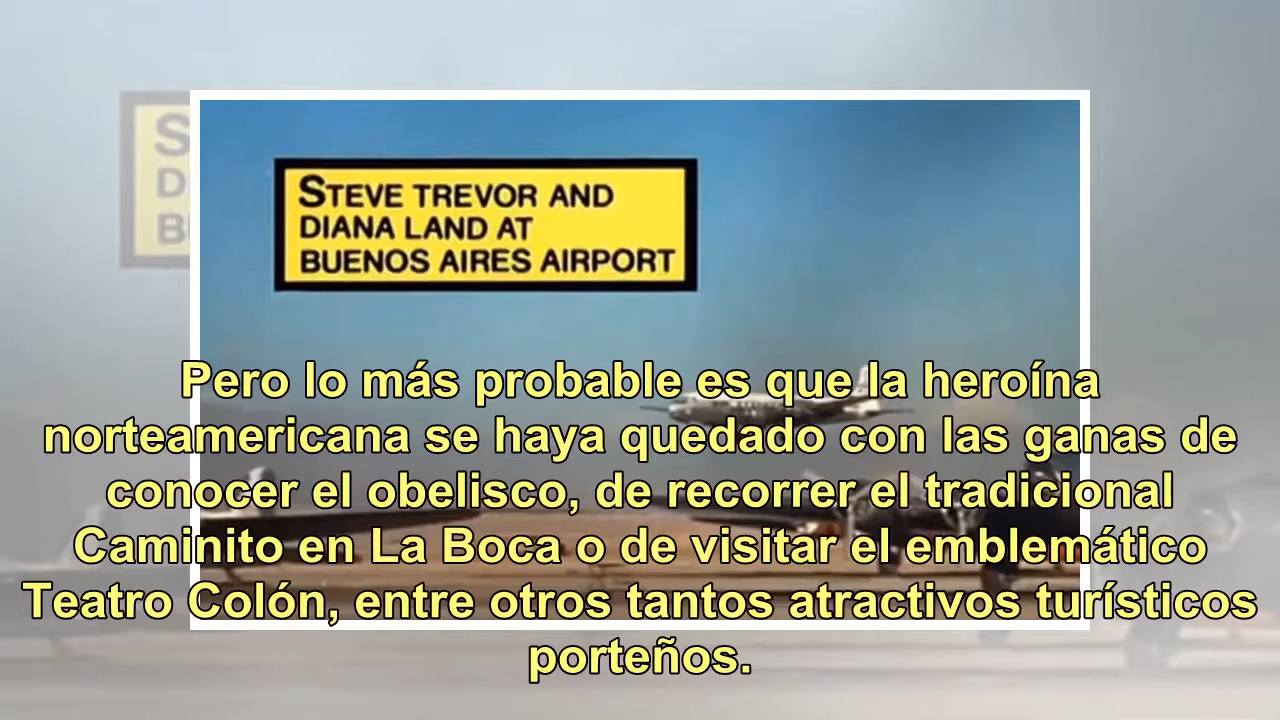 STEVE TREVOR AND
DIANA LAND AT
BUENOS AIRES AIRPORT
Pero lo más probable es que la heroína
norteamericana se haya quedado con las ganas de
conocer el obelisco, de recorrer el tradicional
Caminito en La Boca o de visitar el emblemático
Teatro Colón, entre otros tantos atractivos turísticos
porteños.